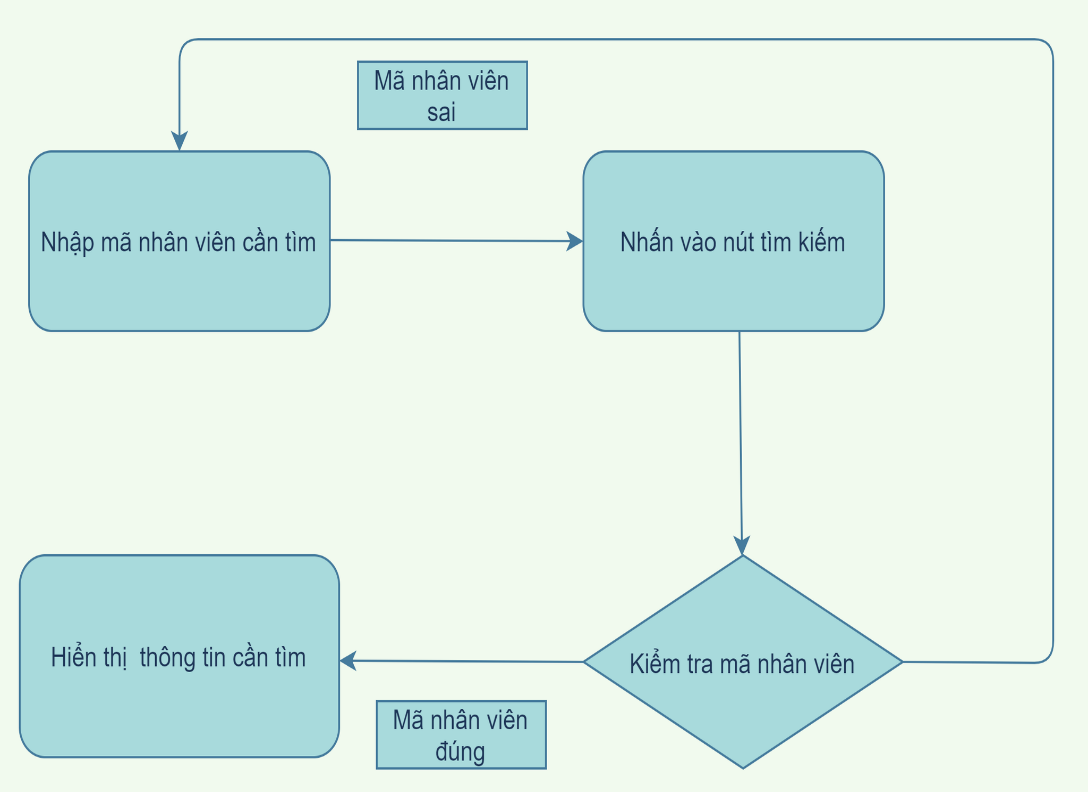 Mã nhân viên
sai
Nhập mã nhân viên cần tìm
Nhấn vào nút tìm kiếm
Hiển thị  thông tin cần tìm
Kiểm tra mã nhân viên
Mã nhân viên
đúng